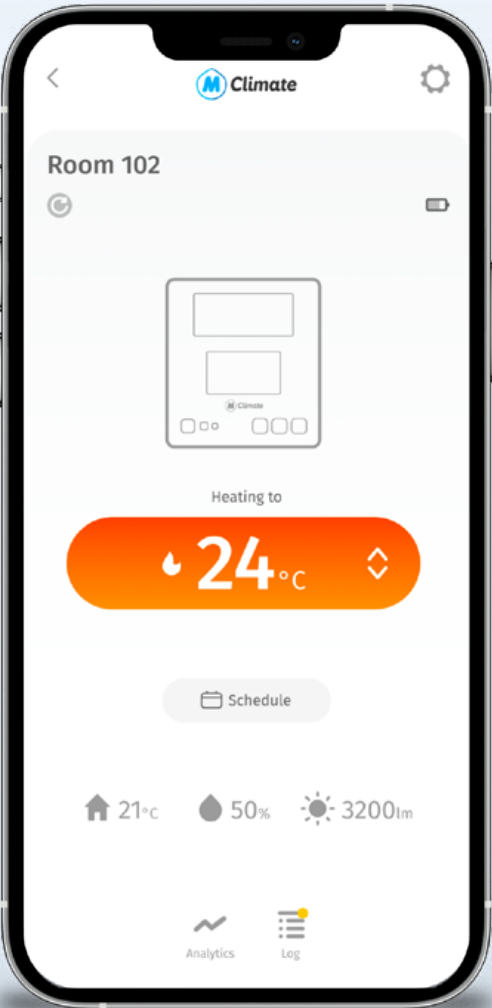 M Climate
Room 102
M Climate
Heating to
24°C
Schedule
21°C 50% 3200lm
Analytics Log